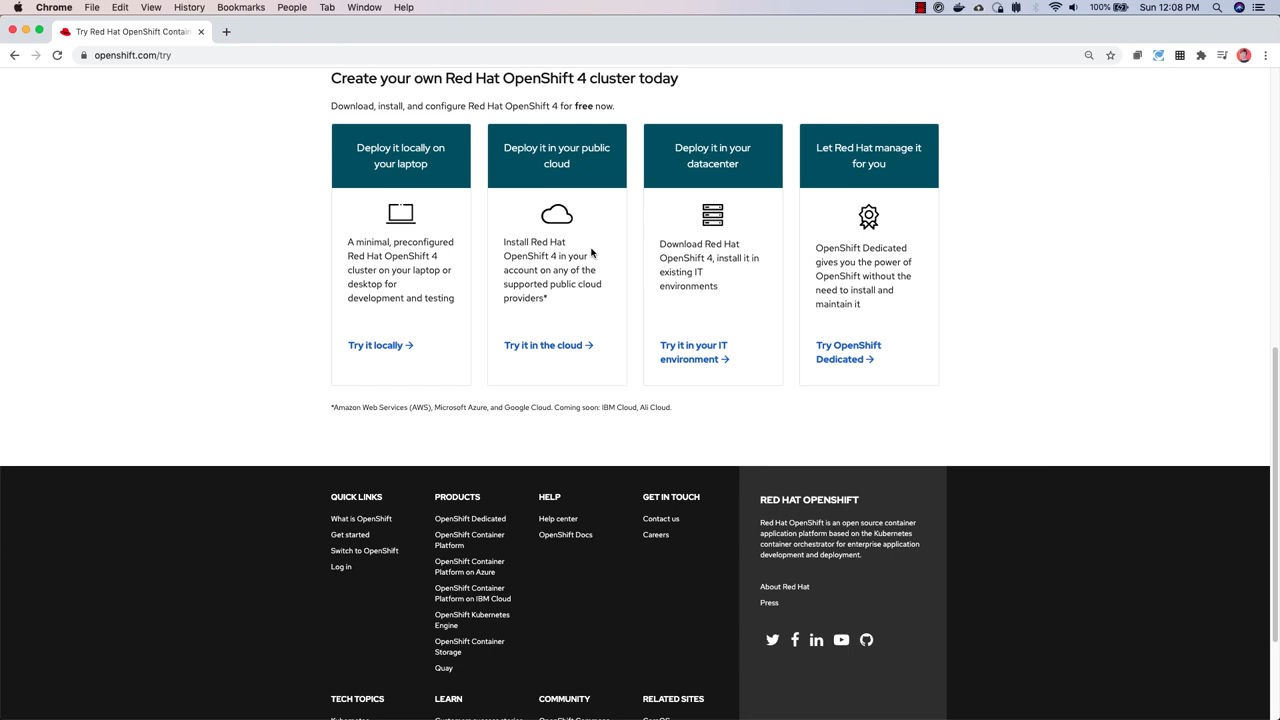 Chrome File Edit View History Bookmarks People Tab Window Help
100% Sun 12:08 PM
Try Red Hat OpenShift Contain
openshift.com/try
Create your own Red Hat OpenShift 4 cluster today
Download, install, and configure Red Hat OpenShift 4 for free now.
Deploy it locally on
your laptop
A minimal, preconfigured
Red Hat OpenShift 4
cluster on your laptop or
desktop for
development and testing
Try it locally →
Deploy it in your public
cloud
Install Red Hat
OpenShift 4 in your
account on any of the
supported public cloud
providers*
Try it in the cloud →
Deploy it in your
datacenter
Download Red Hat
OpenShift 4, install it in
existing IT
environments
Try it in your IT
environment →
Let Red Hat manage it
for you
OpenShift Dedicated
gives you the power of
OpenShift without the
need to install and
maintain it
Try OpenShift
Dedicated →
*Amazon Web Services (AWS), Microsoft Azure, and Google Cloud. Coming soon: IBM Cloud, Ali Cloud.
QUICK LINKS
What is OpenShift
Get started
Switch to OpenShift
Log in
PRODUCTS
OpenShift Dedicated
OpenShift Container
Platform
OpenShift Container
Platform on Azure
OpenShift Container
Platform on IBM Cloud
OpenShift Kubernetes
Engine
OpenShift Container
Storage
Quay
HELP
Help center
OpenShift Docs
GET IN TOUCH
Contact us
Careers
RED HAT OPENSHIFT
Red Hat OpenShift is an open source container
application platform based on the Kubernetes
container orchestrator for enterprise application
development and deployment.
About Red Hat
Press
TECH TOPICS
LEARN
COMMUNITY
RELATED SITES